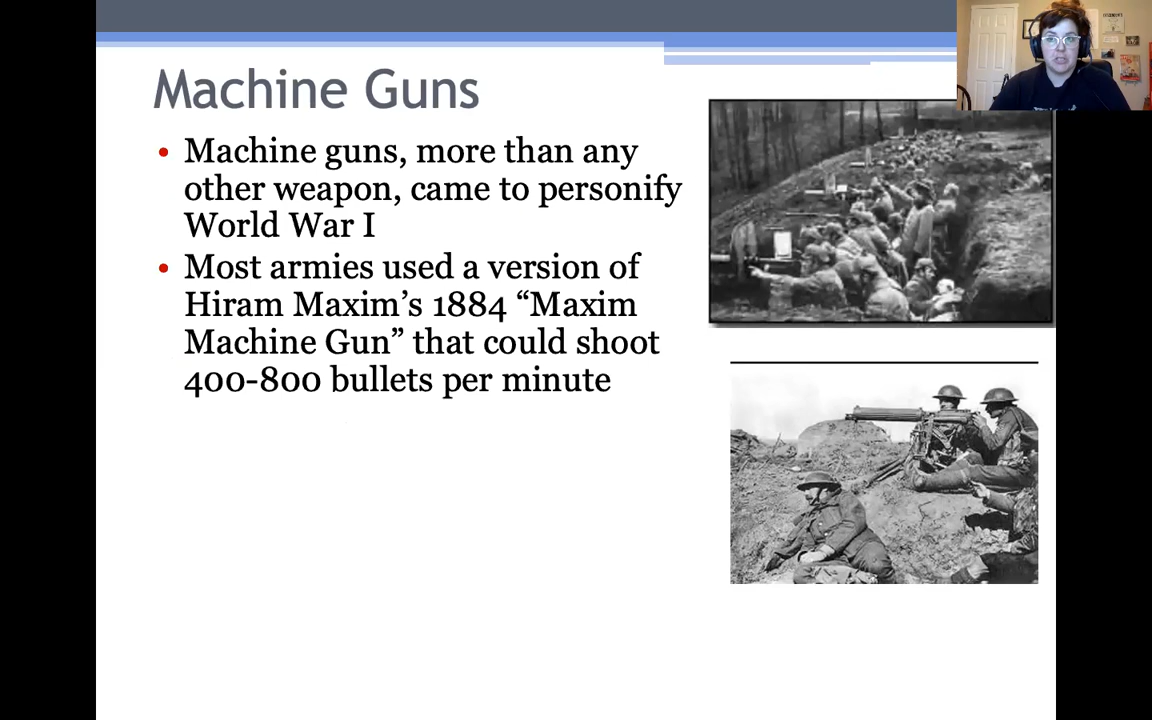 Machine Guns
• Machine guns, more than any
other weapon, came to personify
World War I
• Most armies used a version of
Hiram Maxim’s 1884 “Maxim
Machine Gun” that could shoot
400-800 bullets per minute